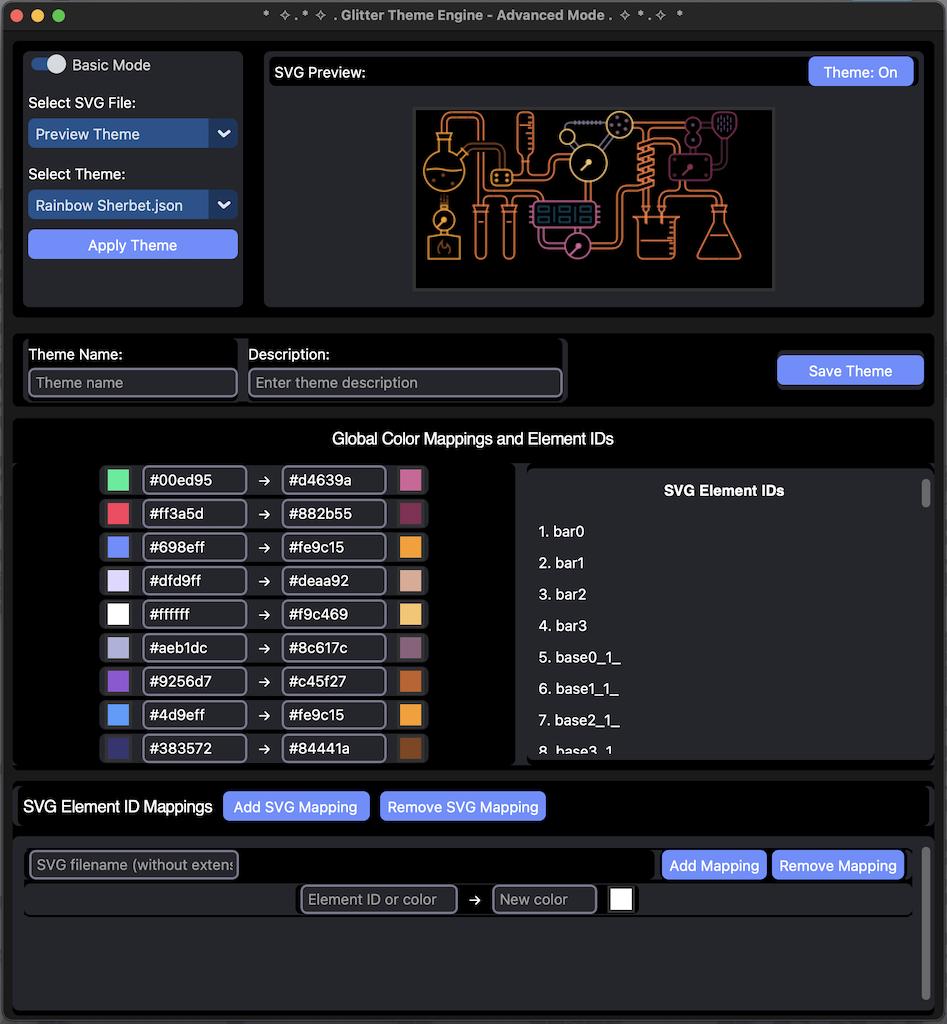 * ✧ . * ✧ . Glitter Theme Engine - Advanced Mode . ✧ * . ✧ *
Basic Mode
Select SVG File:
Preview Theme
Select Theme:
Rainbow Sherbet.json
Apply Theme
SVG Preview:
Theme: On
Theme Name:
Theme name
Description:
Enter theme description
Save Theme
Global Color Mappings and Element IDs
#00ed95 → #d4639a
#ff3a5d → #882b55
#698eff → #fe9c15
#dfd9ff → #deaa92
#ffffff → #f9c469
#aeb1dc → #8c617c
#9256d7 → #c45f27
#4d9eff → #fe9c15
#383572 → #84441a
SVG Element IDs
1. bar0
2. bar1
3. bar2
4. bar3
5. base0_1_
6. base1_1_
7. base2_1_
8. base3_1_
SVG Element ID Mappings
Add SVG Mapping
Remove SVG Mapping
SVG filename (without extens
Add Mapping
Remove Mapping
Element ID or color → New color